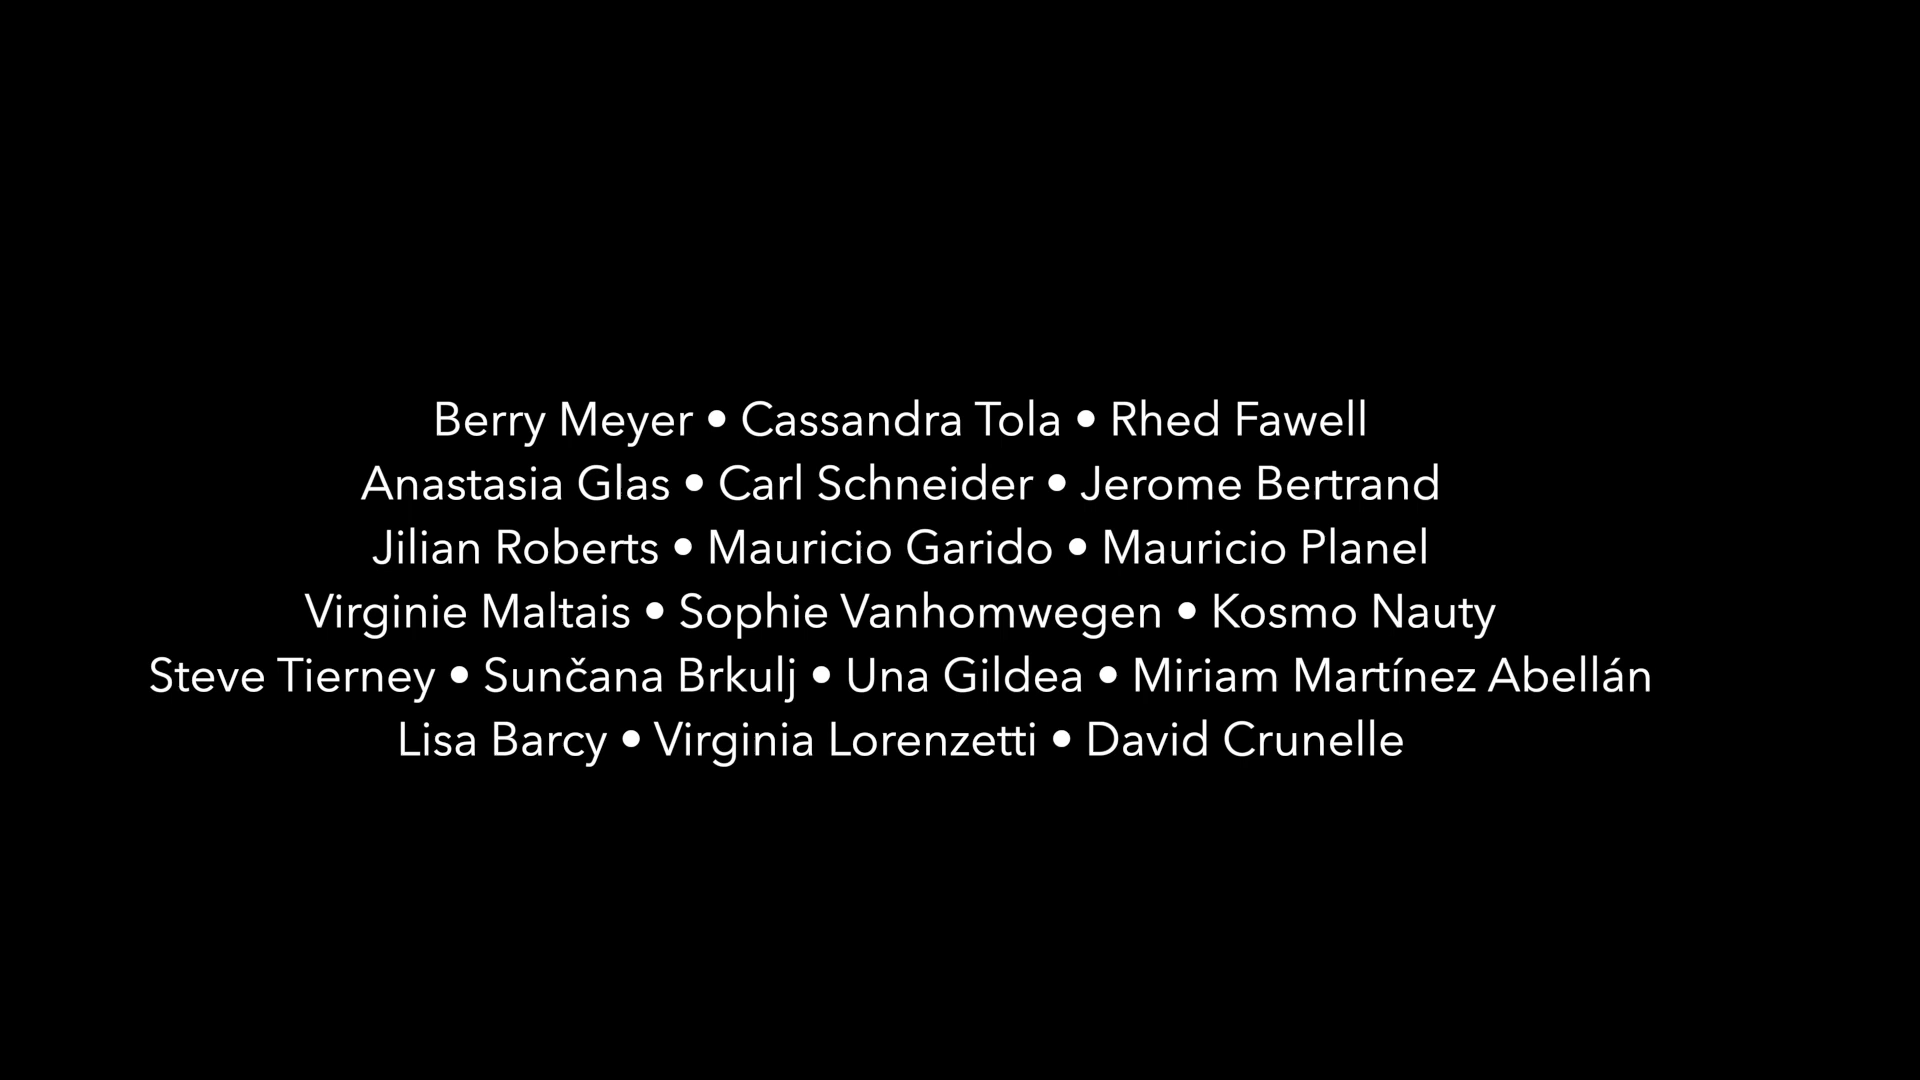 Berry Meyer • Cassandra Tola • Rhed Fawell
Anastasia Glas • Carl Schneider • Jerome Bertrand
Jilian Roberts • Mauricio Garido • Mauricio Planel
Virginie Maltais • Sophie Vanhomwegen • Kosmo Nauty
Steve Tierney • Sunčana Brkulj • Una Gildea • Miriam Martínez Abellán
Lisa Barcy • Virginia Lorenzetti • David Crunelle